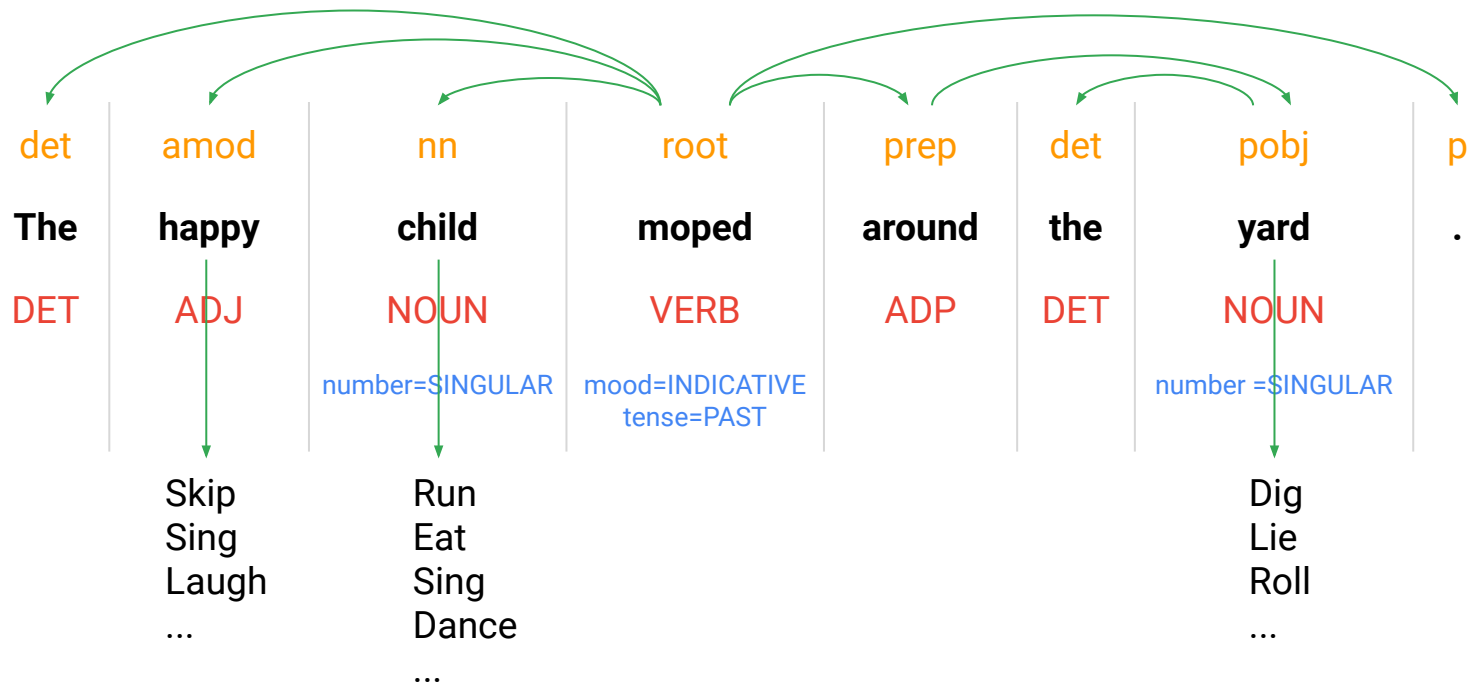 det amod nn root prep det pobj p
The happy child moped around the yard .
DET ADJ NOUN VERB ADP DET NOUN
number=SINGULAR mood=INDICATIVE number =SINGULAR
tense=PAST
Skip Run Dig
Sing Eat Lie
Laugh Sing Roll
... Dance ...
...